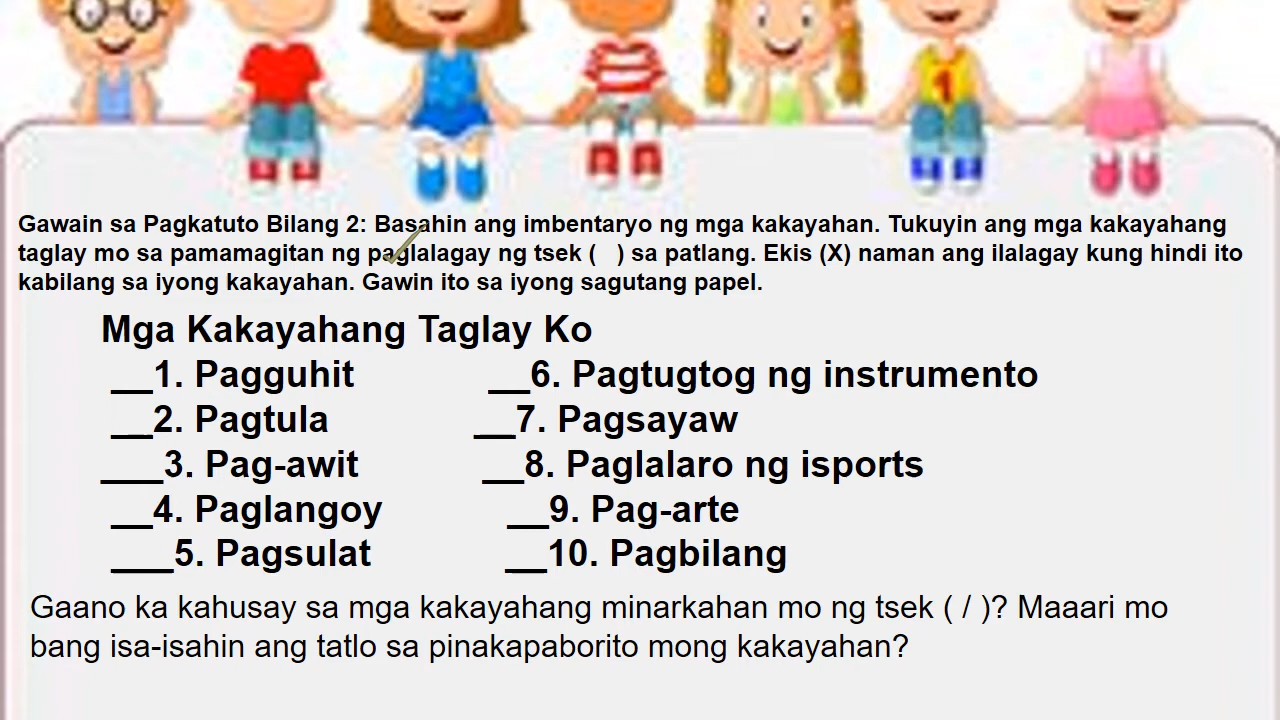 1
Gawain sa Pagkatuto Bilang 2: Basahin ang imbentaryo ng mga kakayahan. Tukuyin ang mga kakayahang
taglay mo sa pamamagitan ng paglalagay ng tsek (   ) sa patlang. Ekis (X) naman ang ilalagay kung hindi ito
kabilang sa iyong kakayahan. Gawin ito sa iyong sagutang papel.
Mga Kakayahang Taglay Ko
__1. Pagguhit __6. Pagtugtog ng instrumento
__2. Pagtula __7. Pagsayaw
___3. Pag-awit __8. Paglalaro ng isports
__4. Paglangoy __9. Pag-arte
___5. Pagsulat __10. Pagbilang
Gaano ka kahusay sa mga kakayahang minarkahan mo ng tsek ( / )? Maaari mo
bang isa-isahin ang tatlo sa pinakapaborito mong kakayahan?